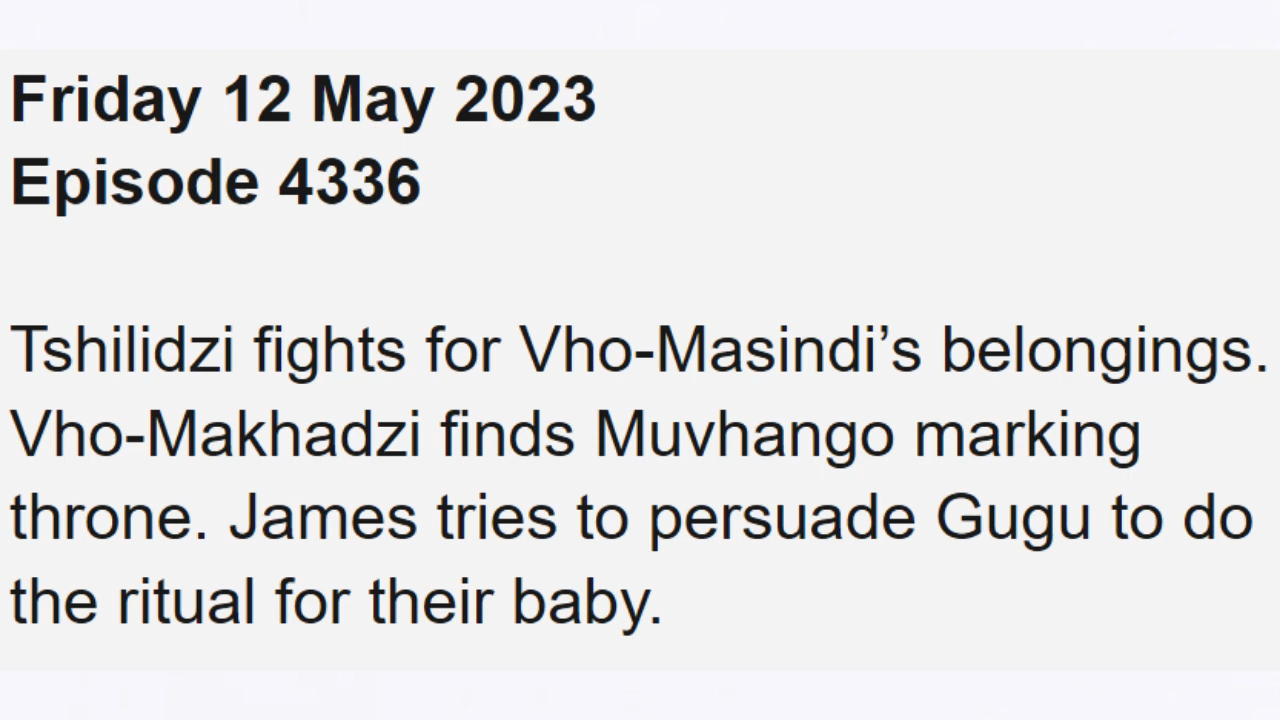 Friday 12 May 2023
Episode 4336
Tshilidzi fights for Vho-Masindi’s belongings.
Vho-Makhadzi finds Muvhango marking
throne. James tries to persuade Gugu to do
the ritual for their baby.